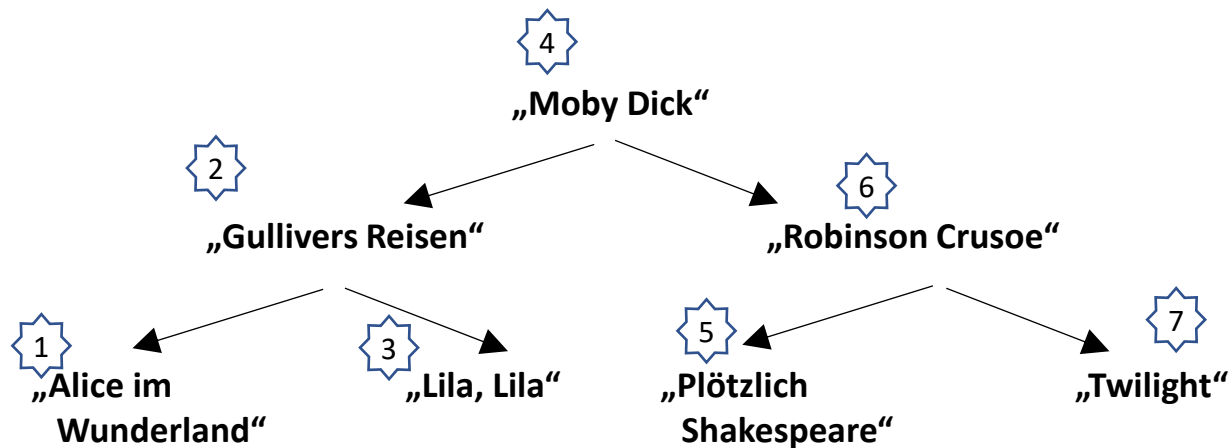 4
„Moby Dick“
2
6
„Gullivers Reisen“
„Robinson Crusoe“
1
3
5
7
„Alice im
Wunderland“
„Lila, Lila“
„Plötzlich
Shakespeare“
„Twilight“